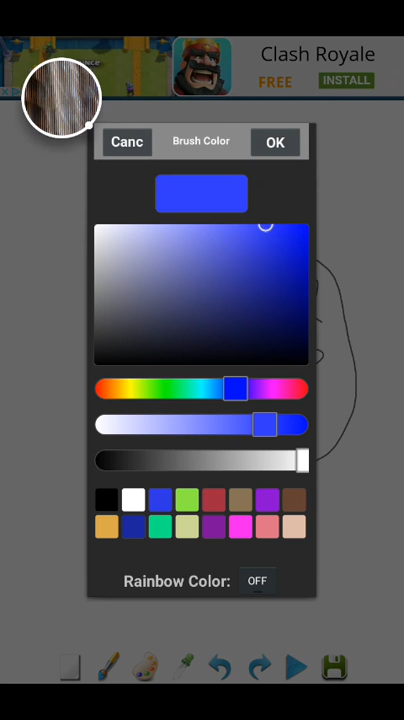 Clash Royale
FREE INSTALL
Canc Brush Color OK
Rainbow Color: OFF